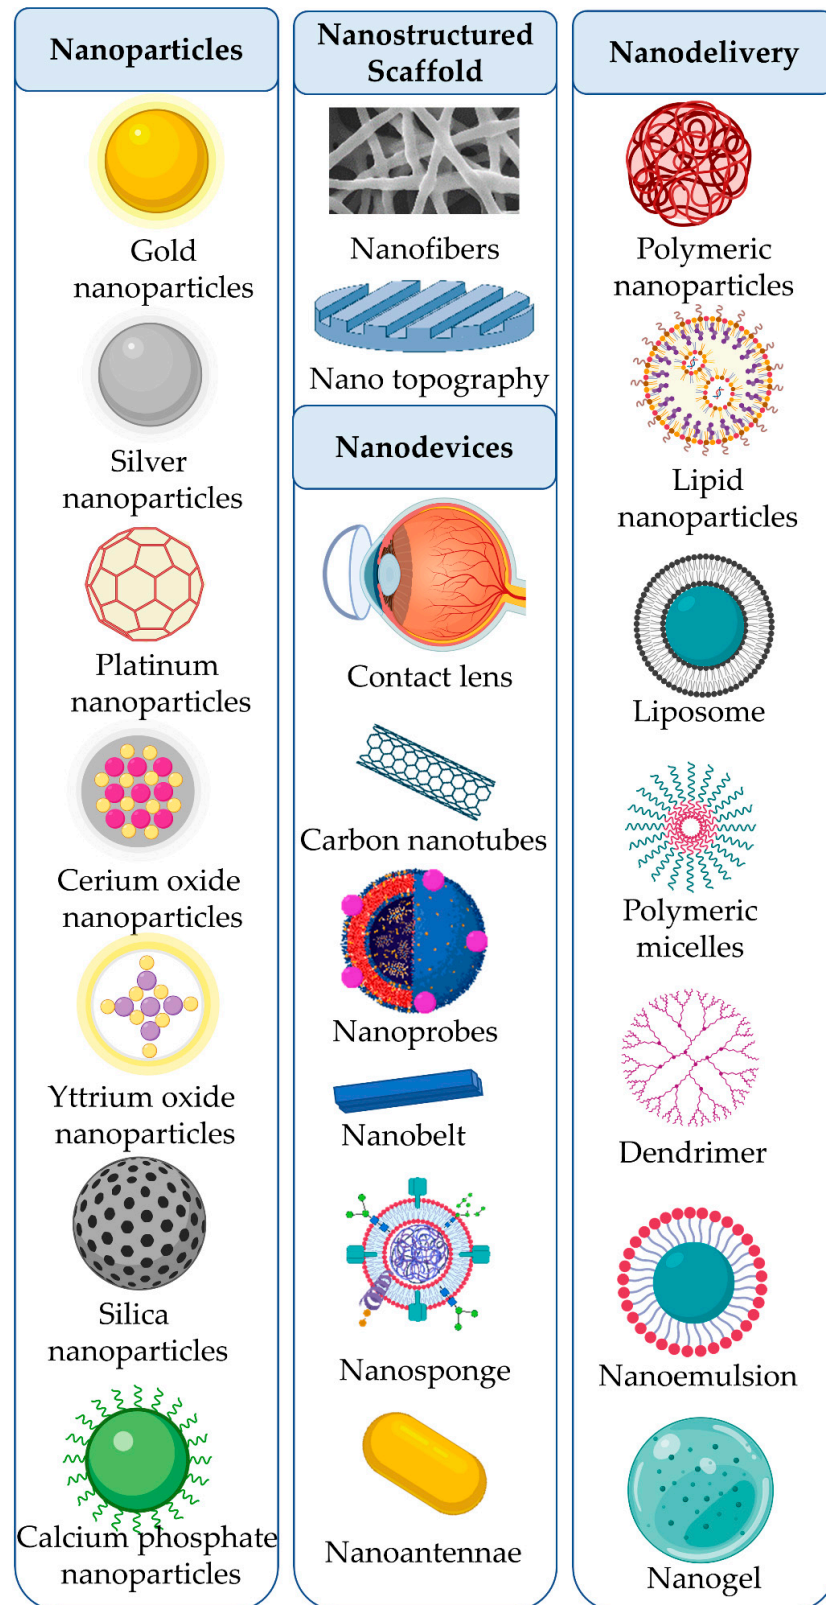 Nanoparticles
Gold
nanoparticles
Silver
nanoparticles
Platinum
nanoparticles
Cerium oxide
nanoparticles
Yttrium oxide
nanoparticles
Silica
nanoparticles
Calcium phosphate
nanoparticles
Nanostructured
Scaffold
Nanofibers
Nano topography
Nanodevices
Contact lens
Carbon nanotubes
Nanoprobes
Nanobelt
Nanosponge
Nanoantennae
Nanodelivery
Polymeric
nanoparticles
Lipid
nanoparticles
Liposome
Polymeric
micelles
Dendrimer
Nanoemulsion
Nanogel